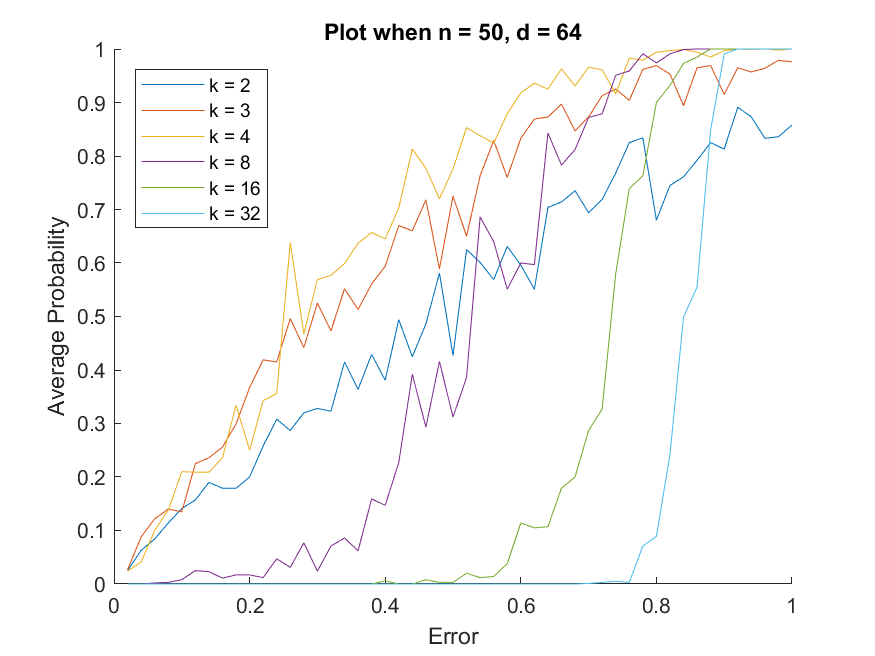 Plot when n = 50, d = 64
k = 2
k = 3
k = 4
k = 8
k = 16
k = 32
Average Probability
1
0.9
0.8
0.7
0.6
0.5
0.4
0.3
0.2
0.1
0
0 0.2 0.4 0.6 0.8 1
Error